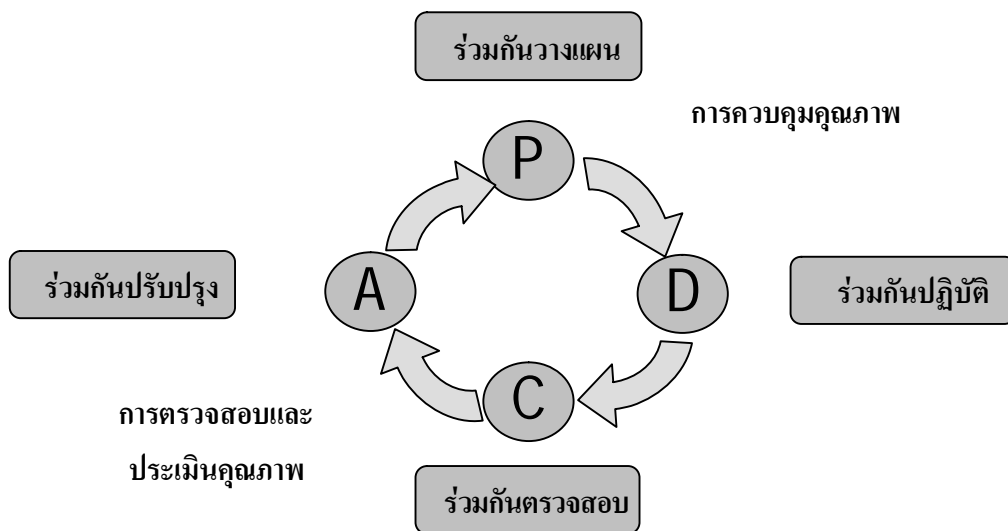 ร่วมกันวางแผน
การควบคุมคุณภาพ
P
ร่วมกันปรับปรุง
A
D
ร่วมกันปฏิบัติ
C
การตรวจสอบและ
ประเมินคุณภาพ
ร่วมกันตรวจสอบ